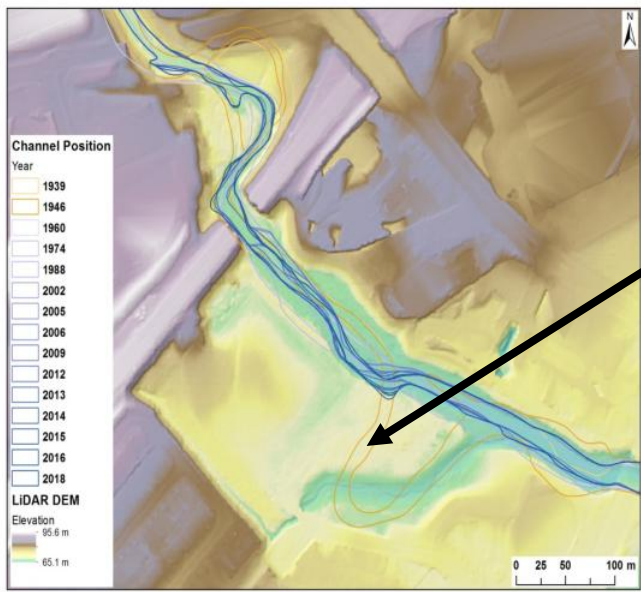 N
Channel Position
Year
1939
1946
1960
1974
1988
2002
2005
2006
2009
2012
2013
2014
2015
2016
2018
LiDAR DEM
Elevation
95.6 m
65.1 m
0 25 50 100 m